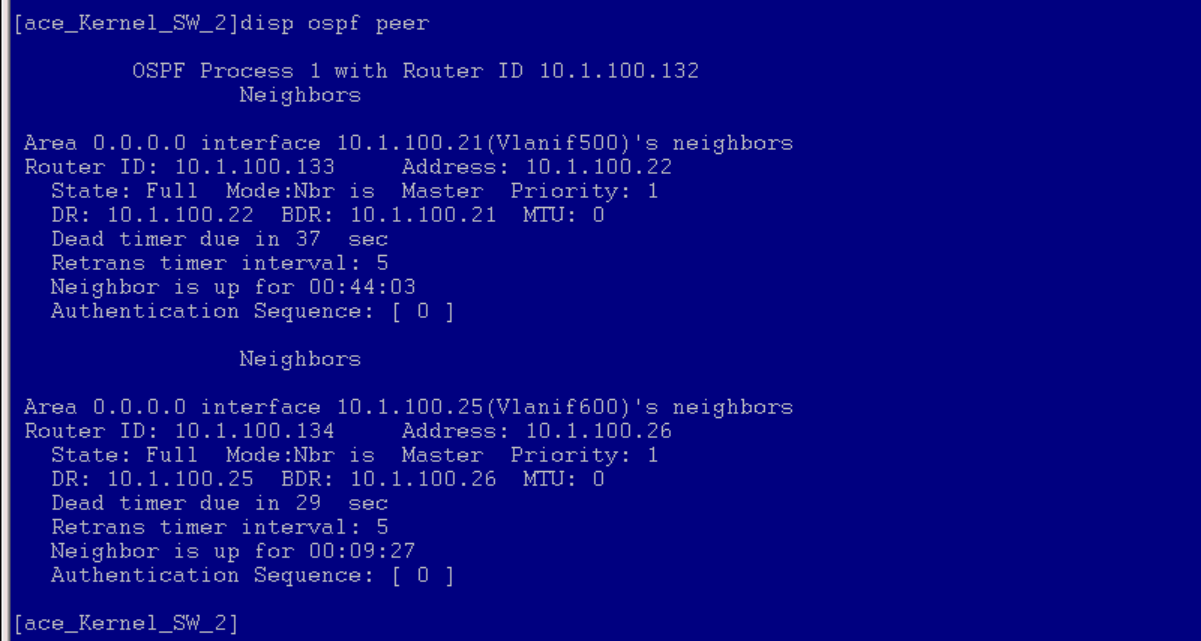 [ace_Kernel_SW_2]disp ospf peer
OSPF Process 1 with Router ID 10.1.100.132
Neighbors
Area 0.0.0.0 interface 10.1.100.21(Vlanif500)'s neighbors
Router ID: 10.1.100.133     Address: 10.1.100.22
State: Full  Mode:Nbr is  Master  Priority: 1
DR: 10.1.100.22  BDR: 10.1.100.21  MTU: 0
Dead timer due in 37  sec
Retrans timer interval: 5
Neighbor is up for 00:44:03
Authentication Sequence: [ 0 ]
Neighbors
Area 0.0.0.0 interface 10.1.100.25(Vlanif600)'s neighbors
Router ID: 10.1.100.134     Address: 10.1.100.26
State: Full  Mode:Nbr is  Master  Priority: 1
DR: 10.1.100.25  BDR: 10.1.100.26  MTU: 0
Dead timer due in 29  sec
Retrans timer interval: 5
Neighbor is up for 00:09:27
Authentication Sequence: [ 0 ]
[ace_Kernel_SW_2]